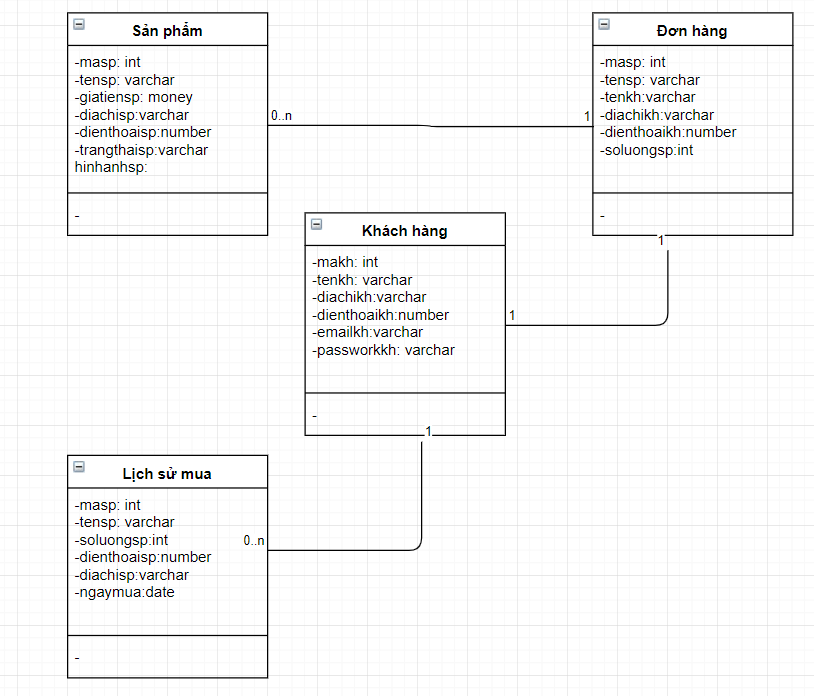 Sản phẩm
-masp: int
-tensp: varchar
-giatiensp: money
-diachisp:varchar
-dienthoaisp:number
-trangthaisp:varchar
hinhanhsp:
-
0..n
1
Đơn hàng
-masp: int
-tensp: varchar
-tenkh:varchar
-diachikh:varchar
-dienthoaikh:number
-soluongsp:int
-
1
Khách hàng
-makh: int
-tenkh: varchar
-diachikh:varchar
-dienthoaikh:number
-emailkh:varchar
-passworkkh: varchar
-
1
1
Lịch sử mua
-masp: int
-tensp: varchar
-soluongsp:int
-dienthoaisp:number
-diachisp:varchar
-ngaymua:date
-
0..n